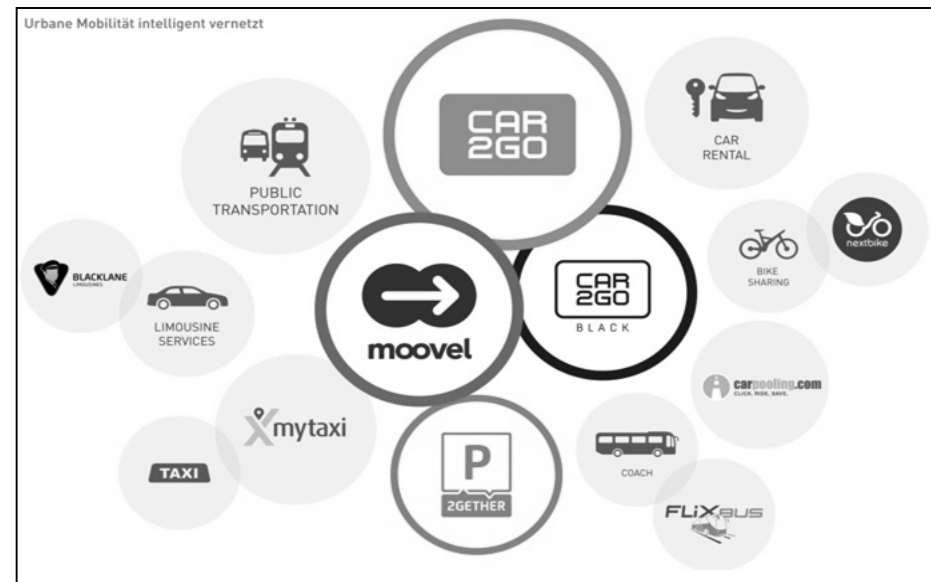 Urbane Mobilität intelligent vernetzt
CAR
2GO
CAR
RENTAL
PUBLIC
TRANSPORTATION
nextbike
BIKE
SHARING
BLACKLANE
LIMOUSINES
LIMOUSINE
SERVICES
moovel
CAR
2GO
BLACK
carpooling.com
CLICK. RIDE. SAVE.
mytaxi
TAXI
P
2GETHER
COACH
FLiXBUS